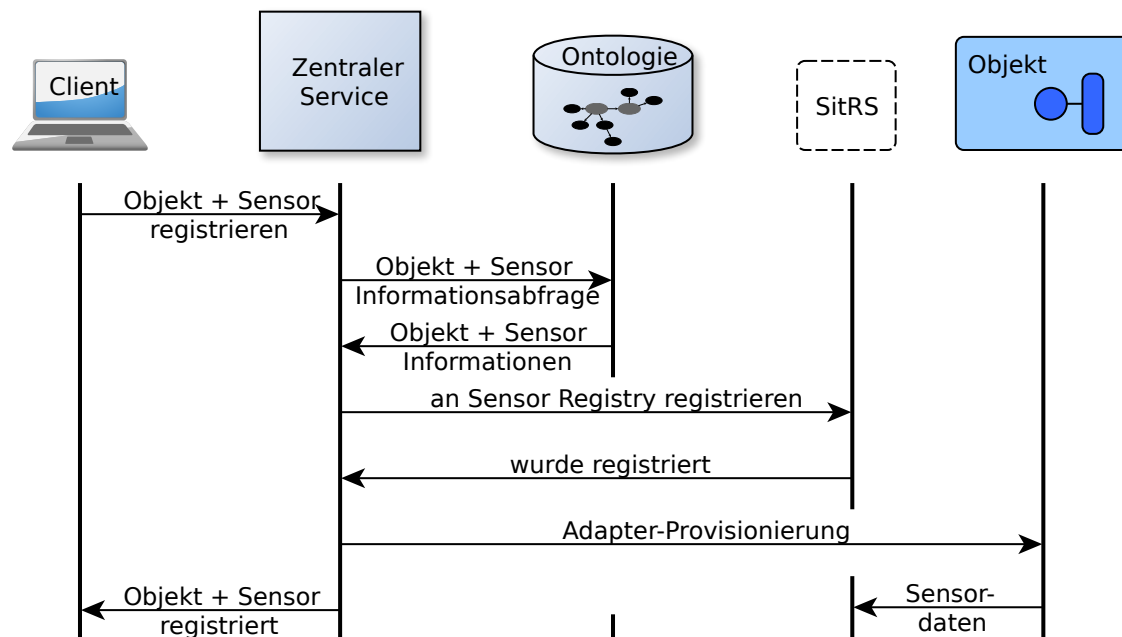 Client
Zentraler
Service
Ontologie
SitRS
Objekt
Objekt + Sensor
registrieren
Objekt + Sensor
Informationsabfrage
Objekt + Sensor
Informationen
an Sensor Registry registrieren
wurde registriert
Adapter-Provisionierung
Objekt + Sensor
registriert
Sensor-
daten